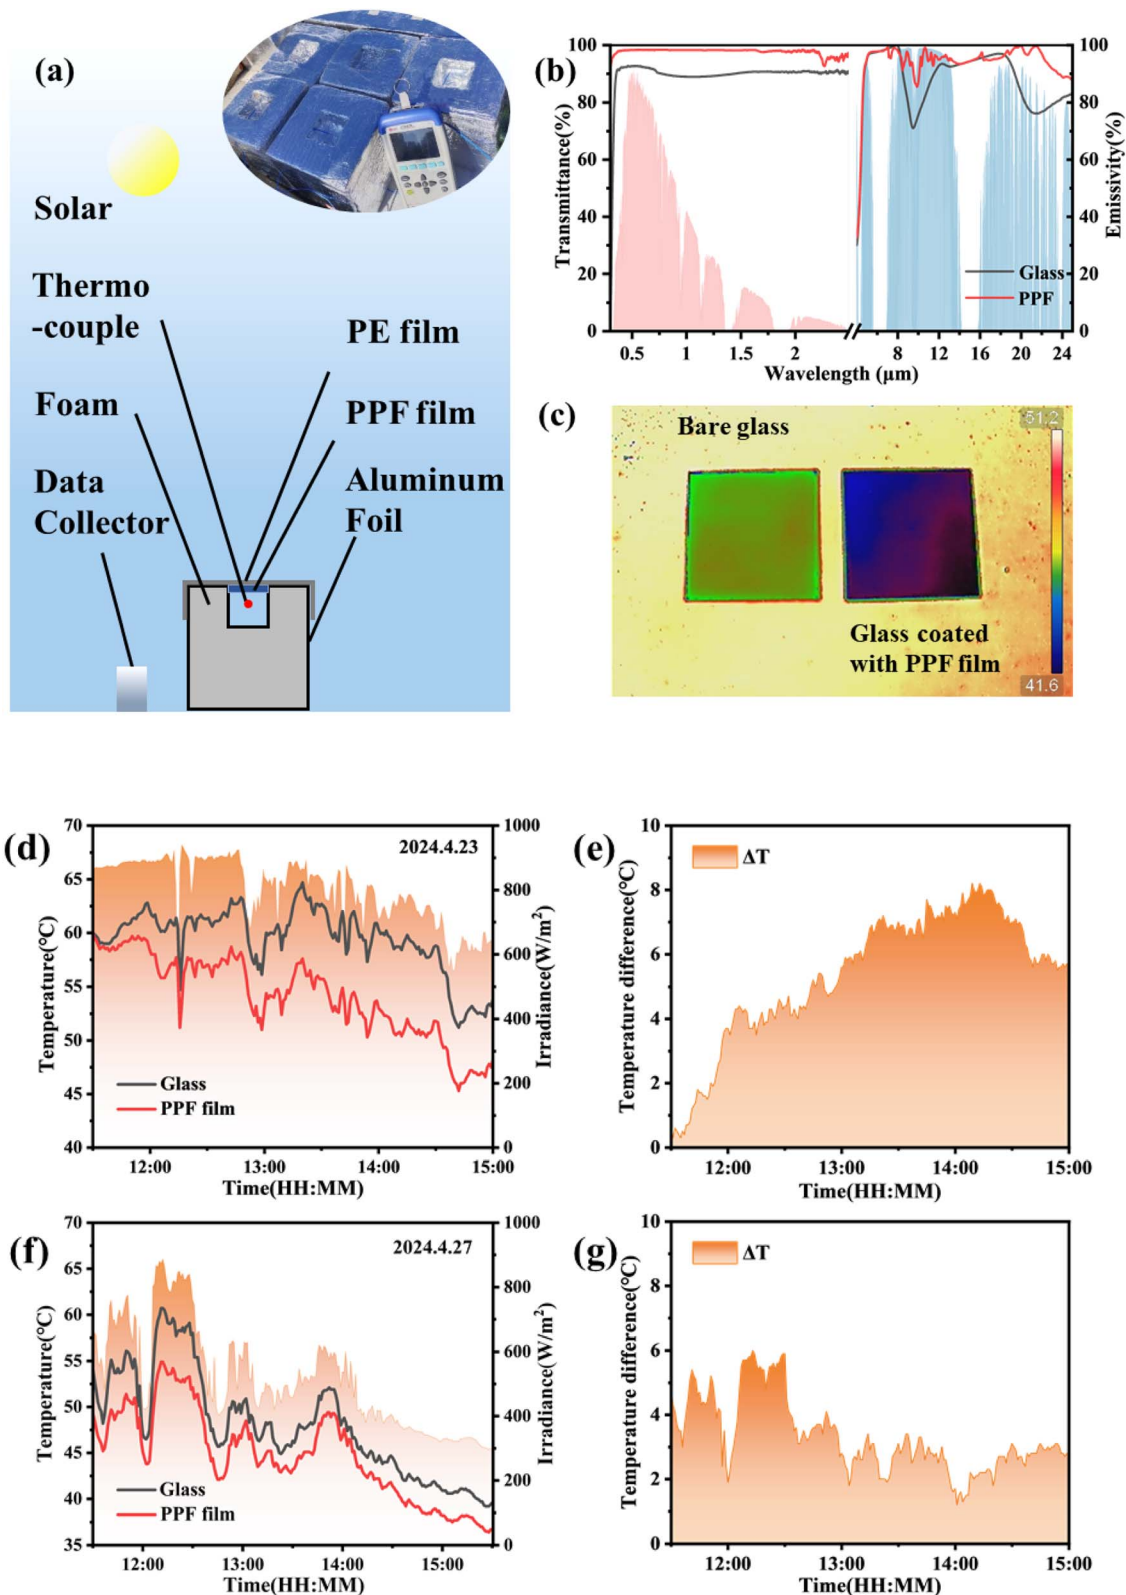 (a)
Solar
Thermo
-couple
PE film
Foam
PPF film
Data
Collector
Aluminum
Foil
(b)
Transmittance(%)
100
80
60
40
20
0
Emissivity(%)
100
80
60
40
20
0
Glass
PPF
0.5 1 1.5 2 8 12 16 20 24
Wavelength (μm)
(c)
Bare glass
51.2
Glass coated
with PPF film
41.6
(d)
2024.4.23
Temperature(°C)
70
65
60
55
50
45
40
Irradiance(W/m²)
1000
800
600
400
200
0
Glass
PPF film
12:00 13:00 14:00 15:00
Time(HH:MM)
(e)
ΔT
Temperature difference(°C)
10
8
6
4
2
0
12:00 13:00 14:00 15:00
Time(HH:MM)
(f)
2024.4.27
Temperature(°C)
70
65
60
55
50
45
40
35
Irradiance(W/m²)
1000
800
600
400
200
0
Glass
PPF film
12:00 13:00 14:00 15:00
Time(HH:MM)
(g)
ΔT
Temperature difference(°C)
10
8
6
4
2
0
12:00 13:00 14:00 15:00
Time(HH:MM)